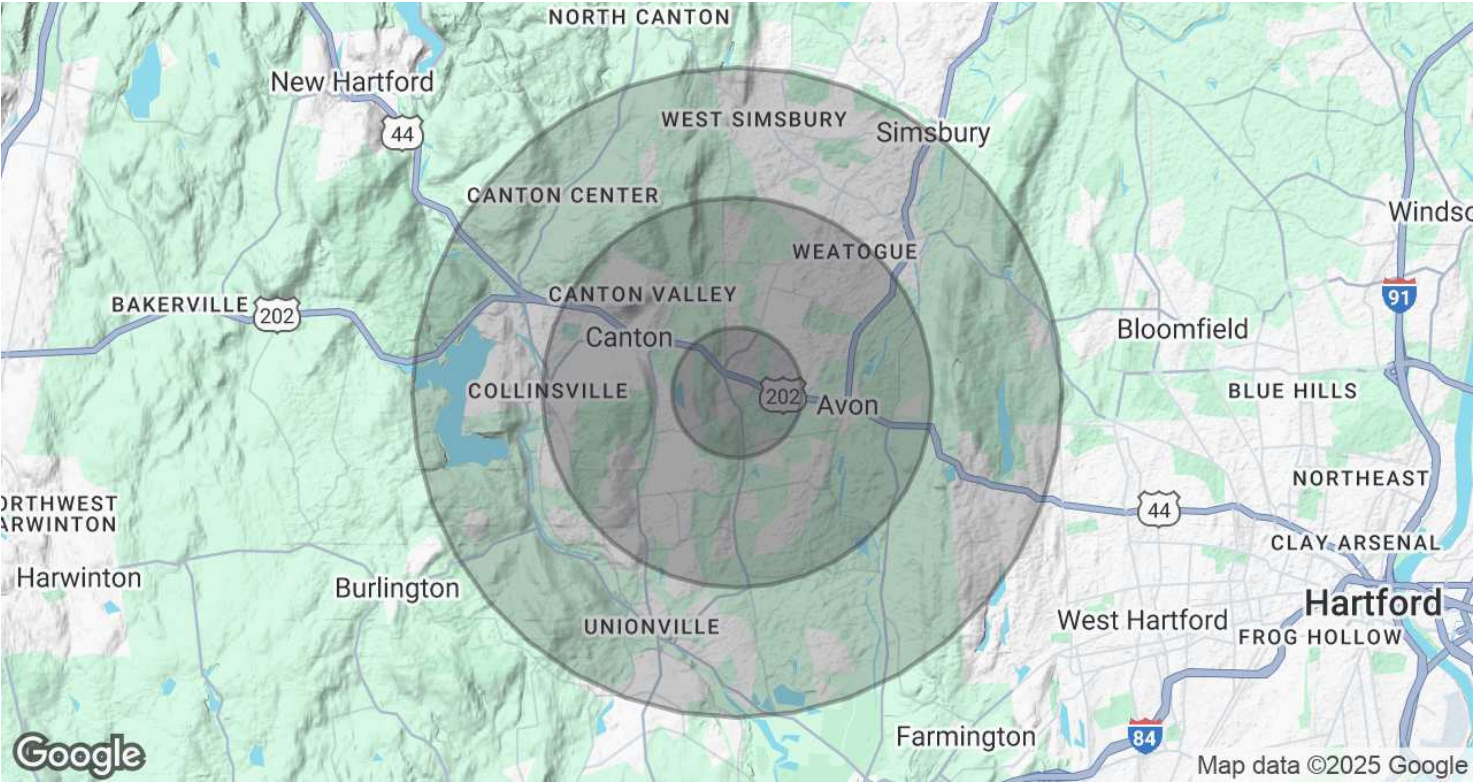 NORTH CANTON
New Hartford
44
WEST SIMSBURY
Simsbury
CANTON CENTER
Windsc
WEATOGUE
BAKERVILLE
202
CANTON VALLEY
91
Canton
Bloomfield
COLLINSVILLE
202
Avon
BLUE HILLS
NORTHEAST
ORTHWEST
ARWINTON
44
CLAY ARSENAL
Harwinton
Burlington
Hartford
UNIONVILLE
West Hartford
FROG HOLLOW
Farmington
84
Google
Map data ©2025 Google